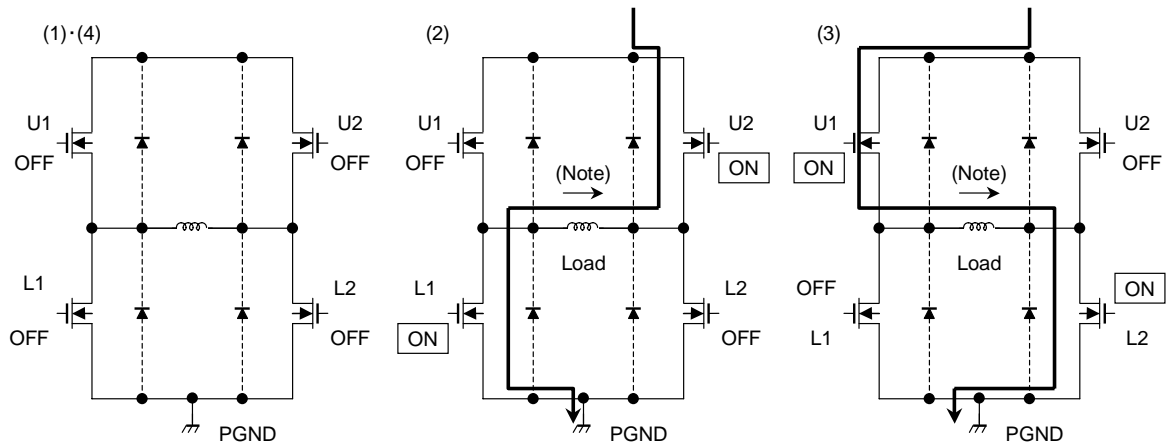 (1)·(4)
U1
OFF
U2
OFF
L1
OFF
L2
OFF
PGND
(2)
U1
OFF
U2
ON
(Note)
Load
L1
ON
L2
OFF
PGND
(3)
U1
ON
U2
OFF
(Note)
Load
OFF
L1
ON
L2
PGND